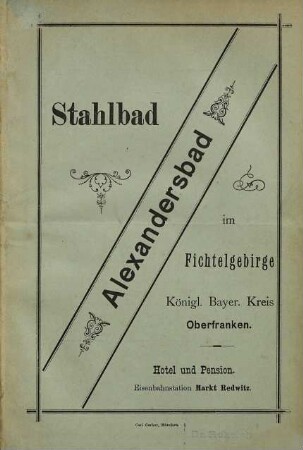 Stahlbad
Alexandersbad
im
Fichtelgebirge
Königl. Bayer. Kreis
Oberfranken.
Hotel und Pension.
Eisenbahnstation Markt Redwitz.